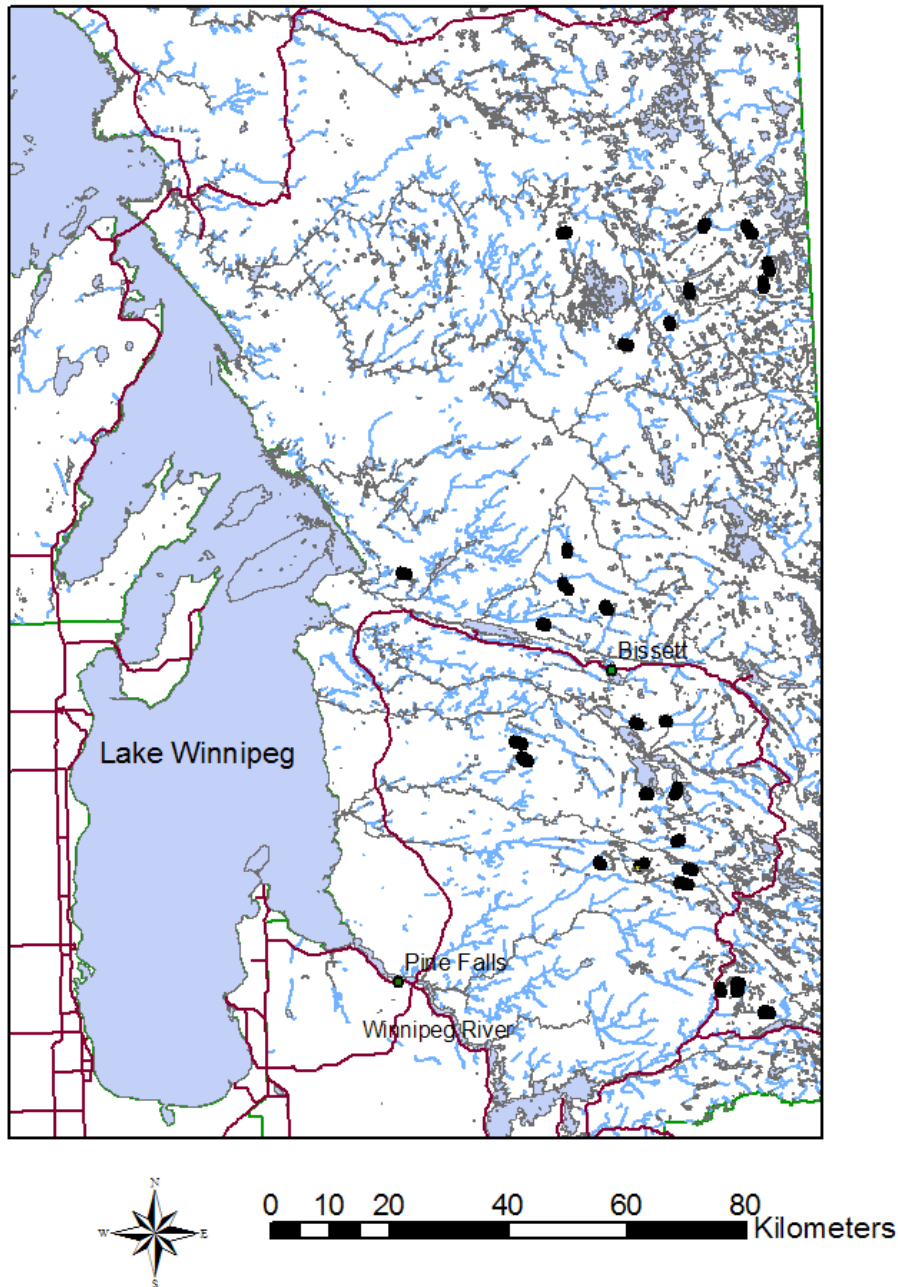 Bissett
Lake Winnipeg
Pine Falls
Winnipeg River
N
W E
S
0 10 20 40 60 80
Kilometers